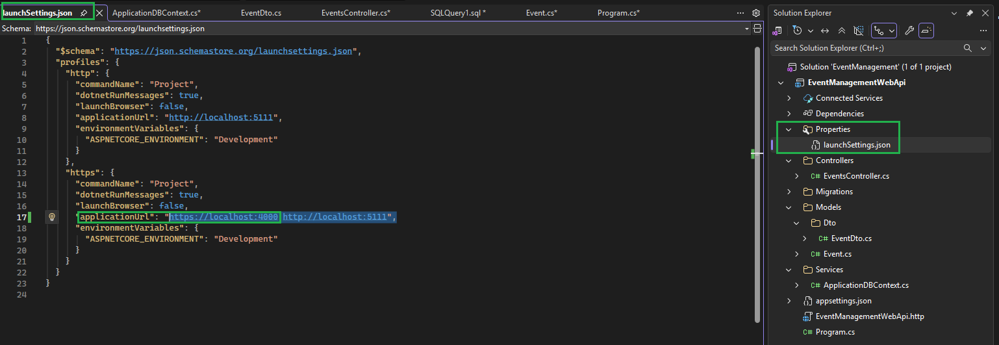 launchSettings.json
ApplicationDBContext.cs*
EventDto.cs
EventsController.cs*
SQLQuery1.sql *
Event.cs*
Program.cs*
Schema: https://json.schemastore.org/launchsettings.json
1 {
2 "$schema": "https://json.schemastore.org/launchsettings.json",
3 "profiles": {
4 "http": {
5 "commandName": "Project",
6 "dotnetRunMessages": true,
7 "launchBrowser": false,
8 "applicationUrl": "http://localhost:5111",
9 "environmentVariables": {
10 "ASPNETCORE_ENVIRONMENT": "Development"
11 }
12 },
13 "https": {
14 "commandName": "Project",
15 "dotnetRunMessages": true,
16 "launchBrowser": false,
17 "applicationUrl": "https://localhost:4000 http://localhost:5111",
18 "environmentVariables": {
19 "ASPNETCORE_ENVIRONMENT": "Development"
20 }
21 }
22 }
23 }
24
Solution Explorer
Search Solution Explorer (Ctrl+;)
Solution 'EventManagement' (1 of 1 project)
EventManagementWebApi
Connected Services
Dependencies
Properties
launchSettings.json
Controllers
C# EventsController.cs
Migrations
Models
Dto
C# EventDto.cs
C# Event.cs
Services
C# ApplicationDBContext.cs
appsettings.json
EventManagementWebApi.http
C# Program.cs